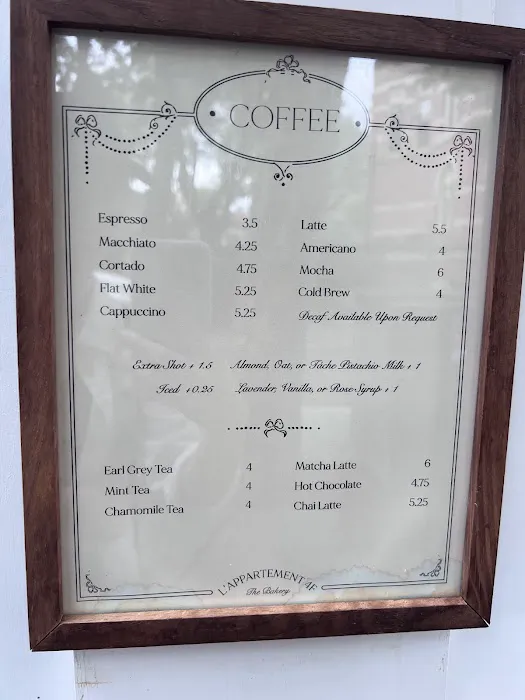 COFFEE
Espresso 3.5
Macchiato 4.25
Cortado 4.75
Flat White 5.25
Cappuccino 5.25
Latte 5.5
Americano 4
Mocha 6
Cold Brew 4
Decaf Available Upon Request
Extra Shot + 1.5 Almond, Oat, or Tâche Pistachio Milk + 1
Iced +0.25 Lavender, Vanilla, or Rose Syrup + 1
Earl Grey Tea 4
Mint Tea 4
Chamomile Tea 4
Matcha Latte 6
Hot Chocolate 4.75
Chai Latte 5.25
L'APPARTEMENT 4F
The Bakery